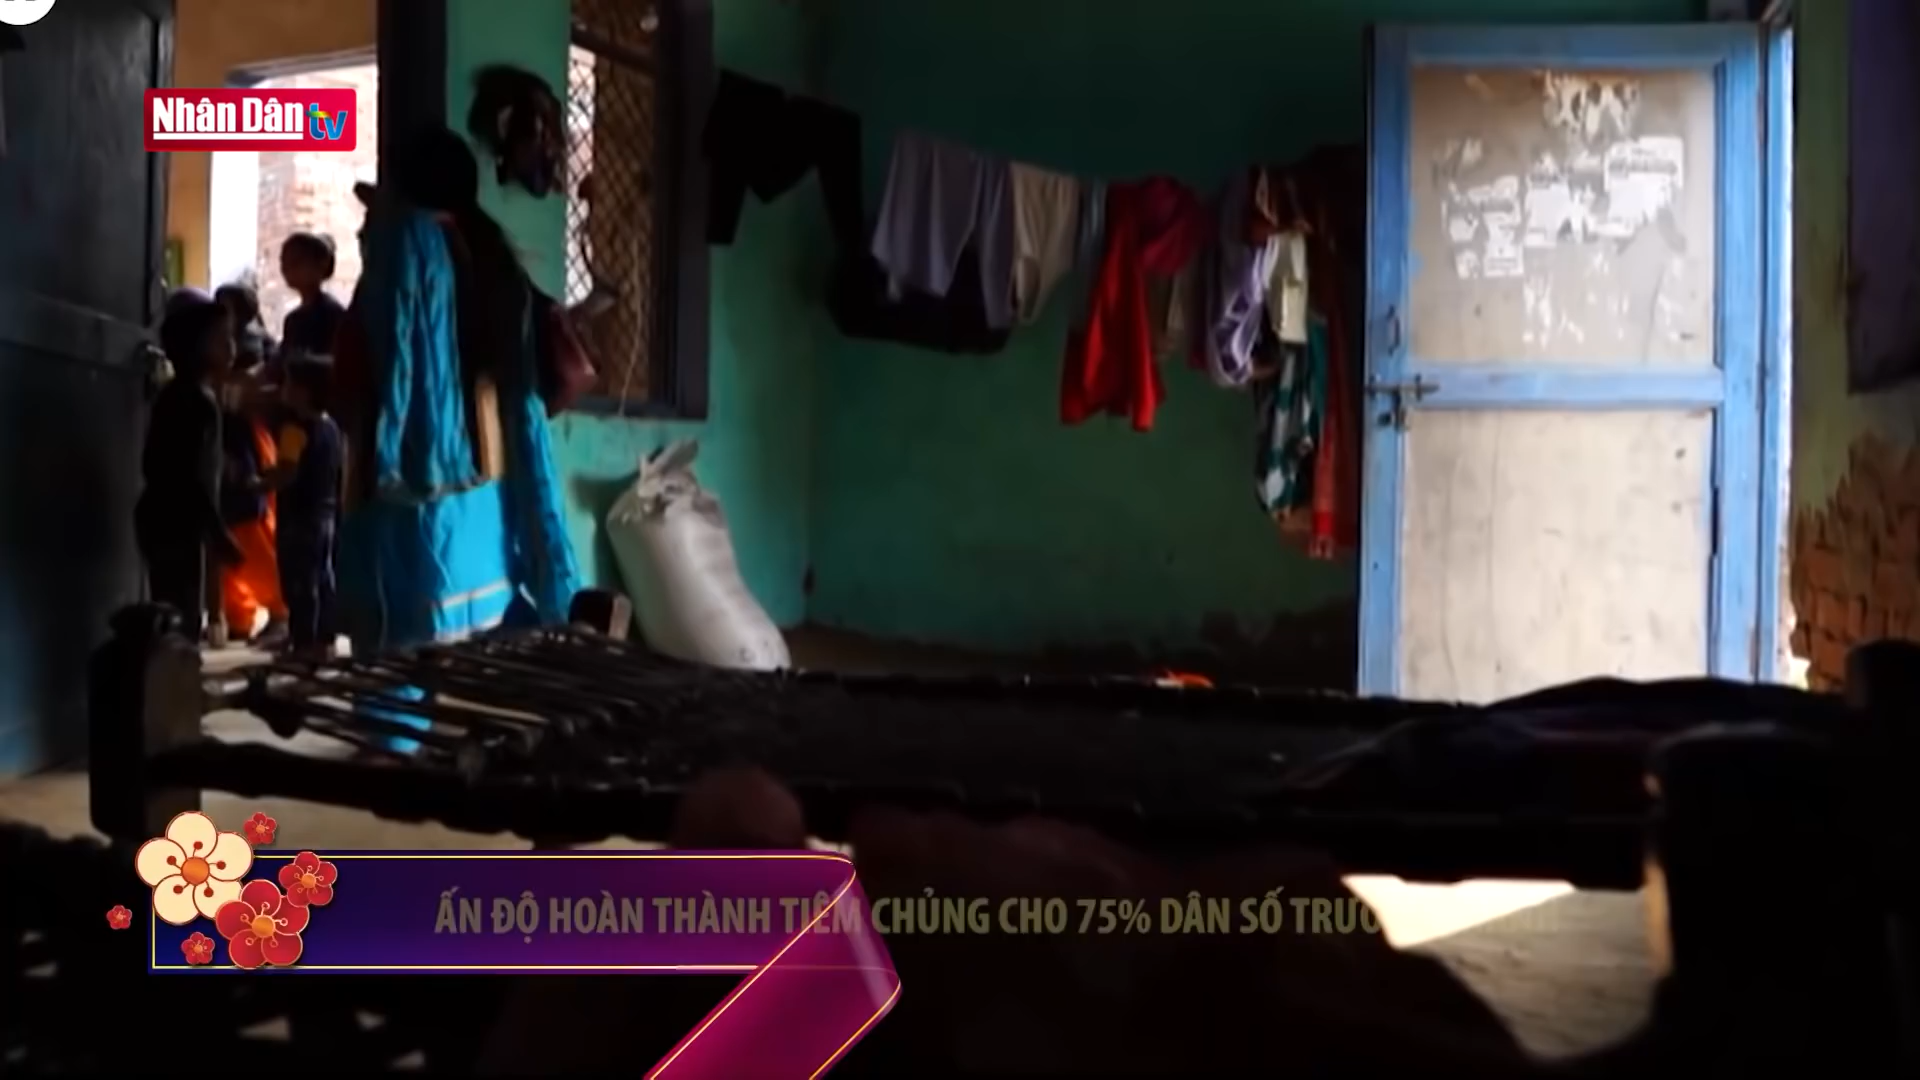 Nhân Dân tv
ẤN ĐỘ HOÀN THÀNH TIÊM CHỦNG CHO 75% DÂN SỐ